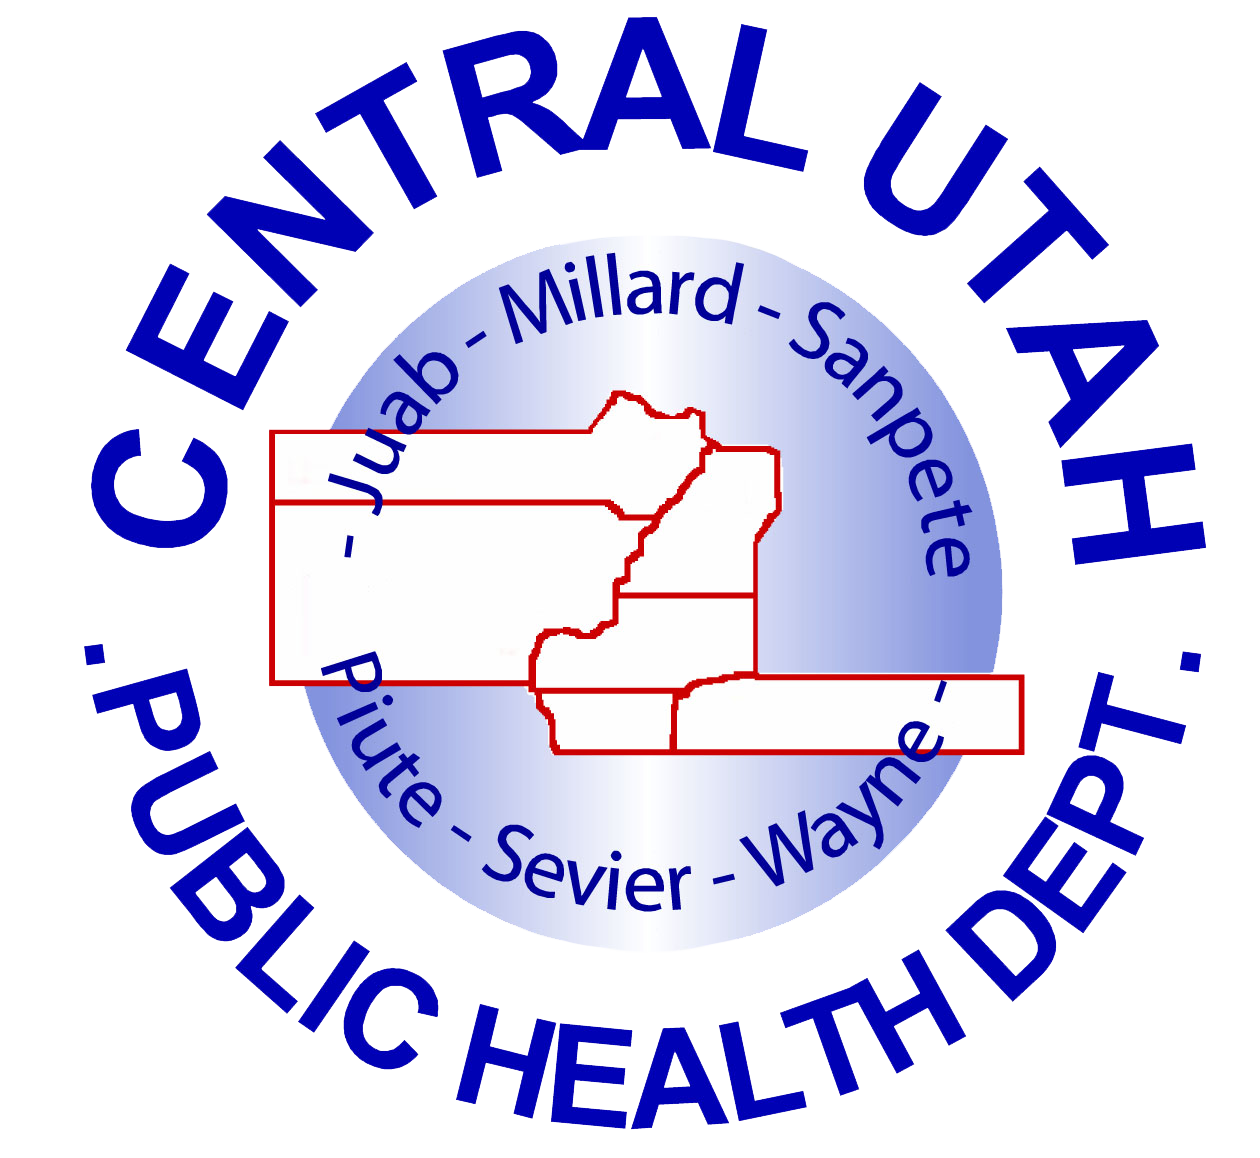 CENTRAL UTAH
- Juab - Millard - Sanpete
Piute - Sevier - Wayne -
. PUBLIC HEALTH DEPT .